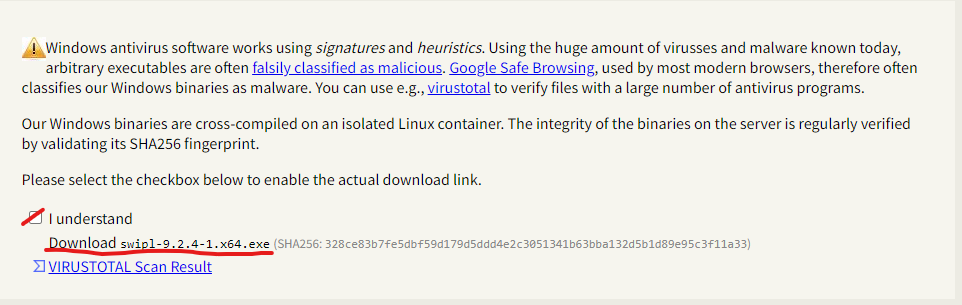 Windows antivirus software works using signatures and heuristics. Using the huge amount of virusses and malware known today,
arbitrary executables are often falsily classified as malicious. Google Safe Browsing, used by most modern browsers, therefore often
classifies our Windows binaries as malware. You can use e.g., virustotal to verify files with a large number of antivirus programs.
Our Windows binaries are cross-compiled on an isolated Linux container. The integrity of the binaries on the server is regularly verified
by validating its SHA256 fingerprint.
Please select the checkbox below to enable the actual download link.
I understand
Download swipl-9.2.4-1.x64.exe (SHA256: 328ce83b7fe5dbf59d179d5ddd4e2c3051341b63bba132d5b1d89e95c3f11a33)
VIRUSTOTAL Scan Result